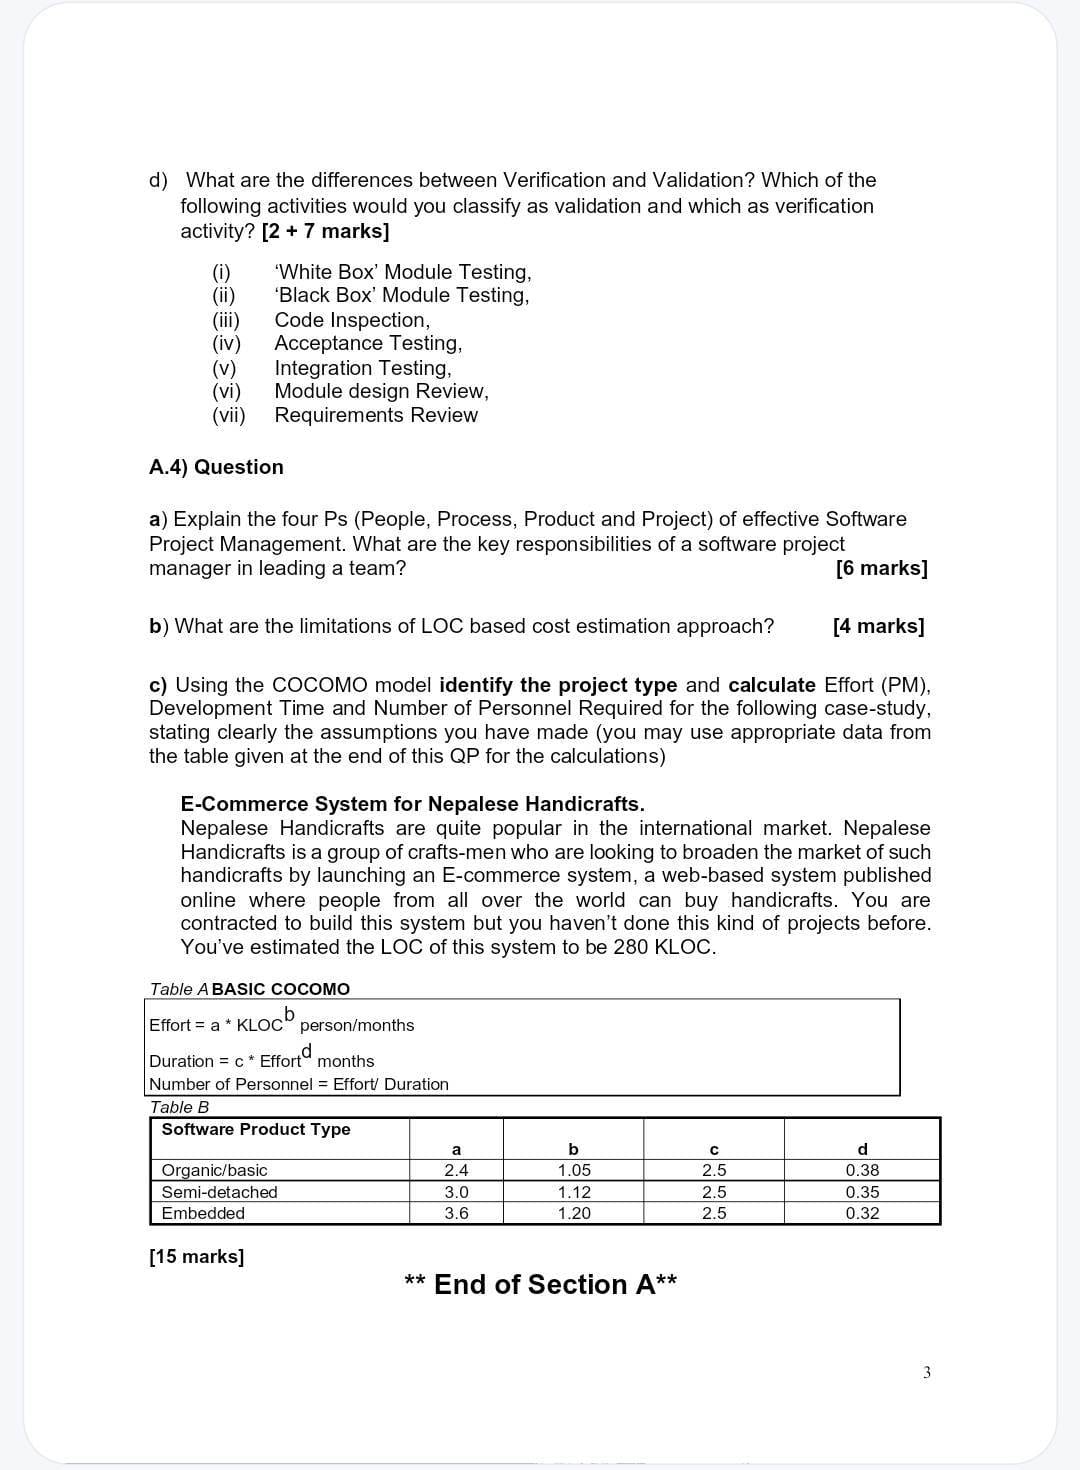 d) What are the differences between Verification and Validation? Which of the
following activities would you classify as validation and which as verification
activity? [2 + 7 marks]
(i) ‘White Box’ Module Testing,
(ii) ‘Black Box’ Module Testing,
(iii) Code Inspection,
(iv) Acceptance Testing,
(v) Integration Testing,
(vi) Module design Review,
(vii) Requirements Review
A.4) Question
a) Explain the four Ps (People, Process, Product and Project) of effective Software
Project Management. What are the key responsibilities of a software project
manager in leading a team? [6 marks]
b) What are the limitations of LOC based cost estimation approach? [4 marks]
c) Using the COCOMO model identify the project type and calculate Effort (PM),
Development Time and Number of Personnel Required for the following case-study,
stating clearly the assumptions you have made (you may use appropriate data from
the table given at the end of this QP for the calculations)
E-Commerce System for Nepalese Handicrafts.
Nepalese Handicrafts are quite popular in the international market. Nepalese
Handicrafts is a group of crafts-men who are looking to broaden the market of such
handicrafts by launching an E-commerce system, a web-based system published
online where people from all over the world can buy handicrafts. You are
contracted to build this system but you haven’t done this kind of projects before.
You’ve estimated the LOC of this system to be 280 KLOC.
Table A BASIC COCOMO
Effort = a * KLOC^b person/months
Duration = c * Effort^d months
Number of Personnel = Effort/ Duration
Table B
Software Product Type
a b c d
Organic/basic 2.4 1.05 2.5 0.38
Semi-detached 3.0 1.12 2.5 0.35
Embedded 3.6 1.20 2.5 0.32
[15 marks]
** End of Section A**
3